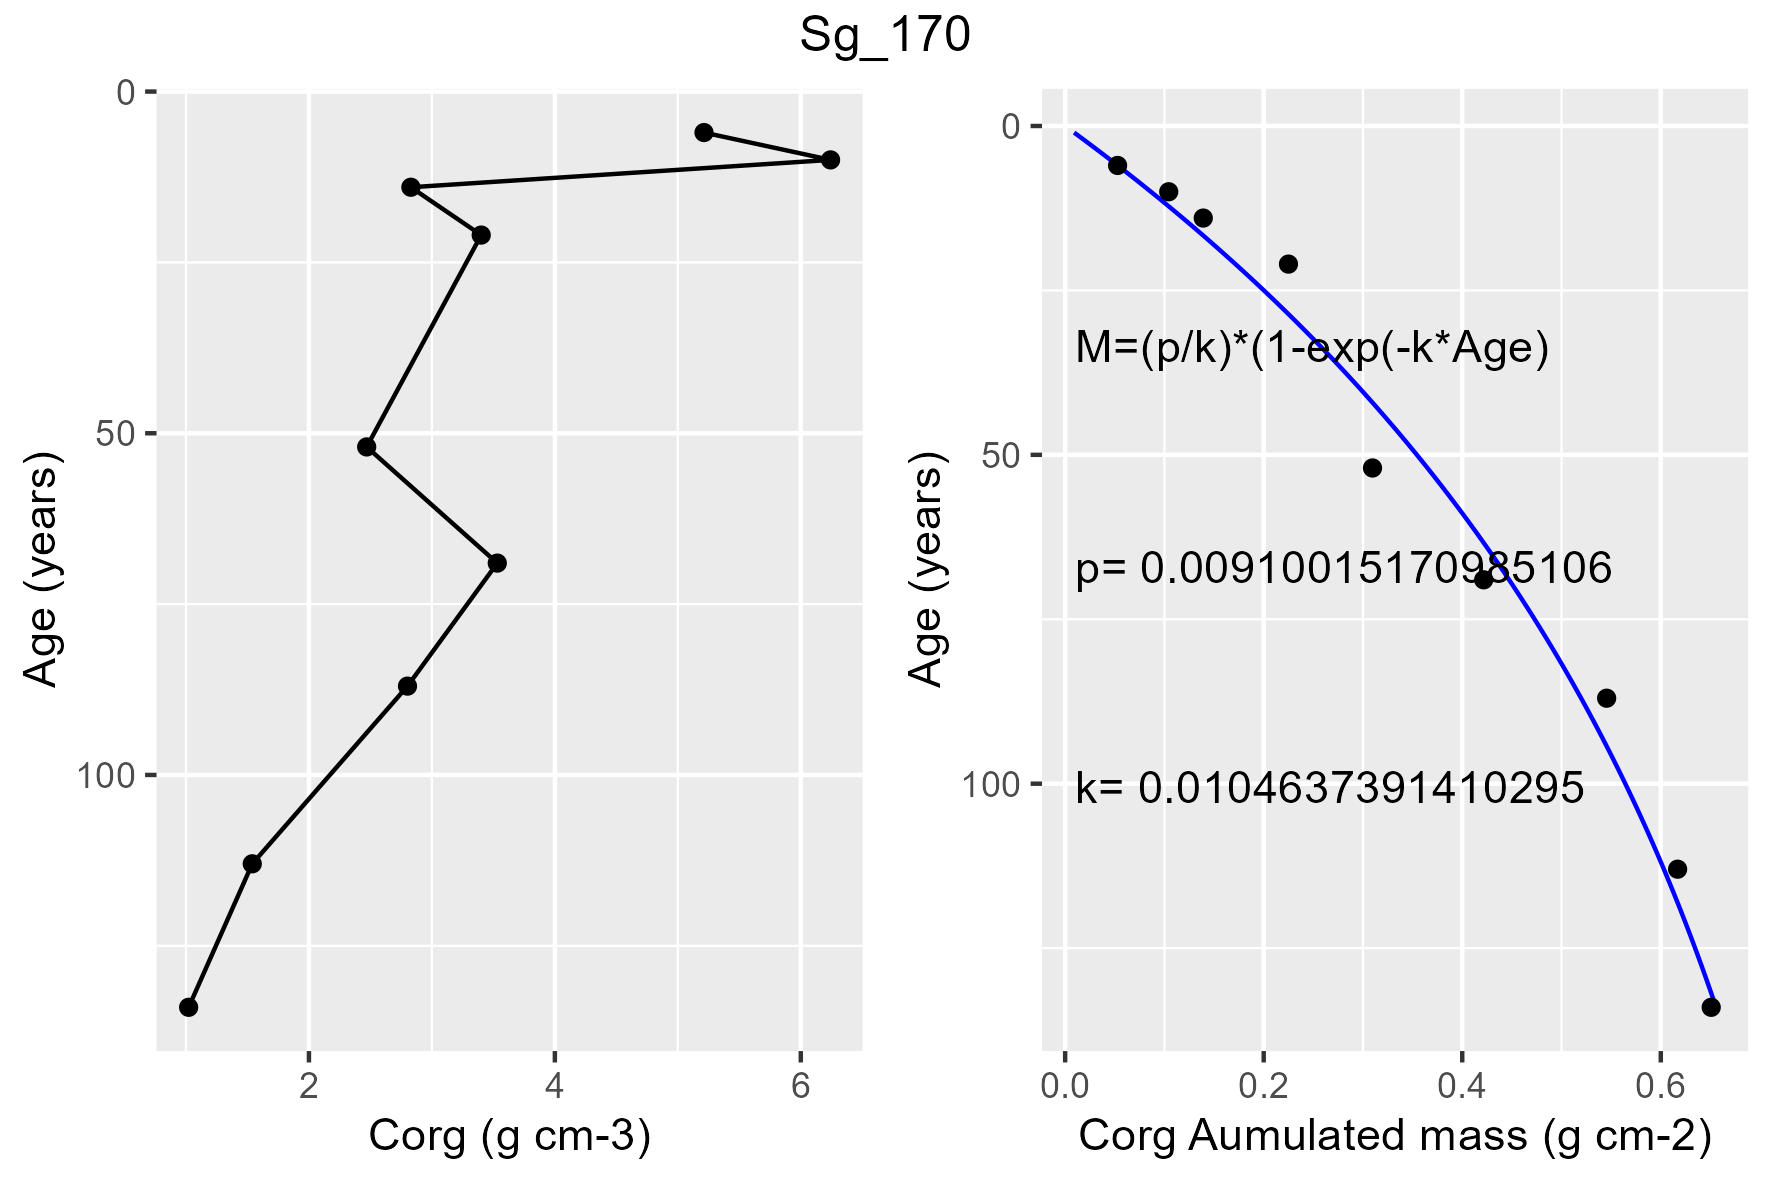 Sg_170
0
50
100
Age (years)
2
4
6
Corg (g cm-3)
0
50
100
Age (years)
M=(p/k)*(1-exp(-k*Age)
p= 0.00910015170985106
k= 0.0104637391410295
0.0
0.2
0.4
0.6
Corg Aumulated mass (g cm-2)